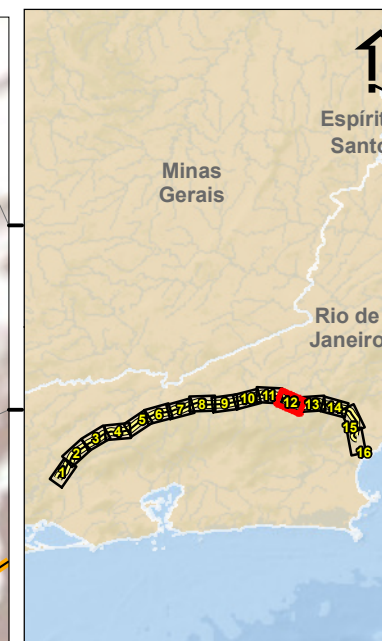 Espíri
Santo
Minas
Gerais
Rio de
Janeiro
1 2 3 4 5 6 7 8 9 10 11 12 13 14 15 16